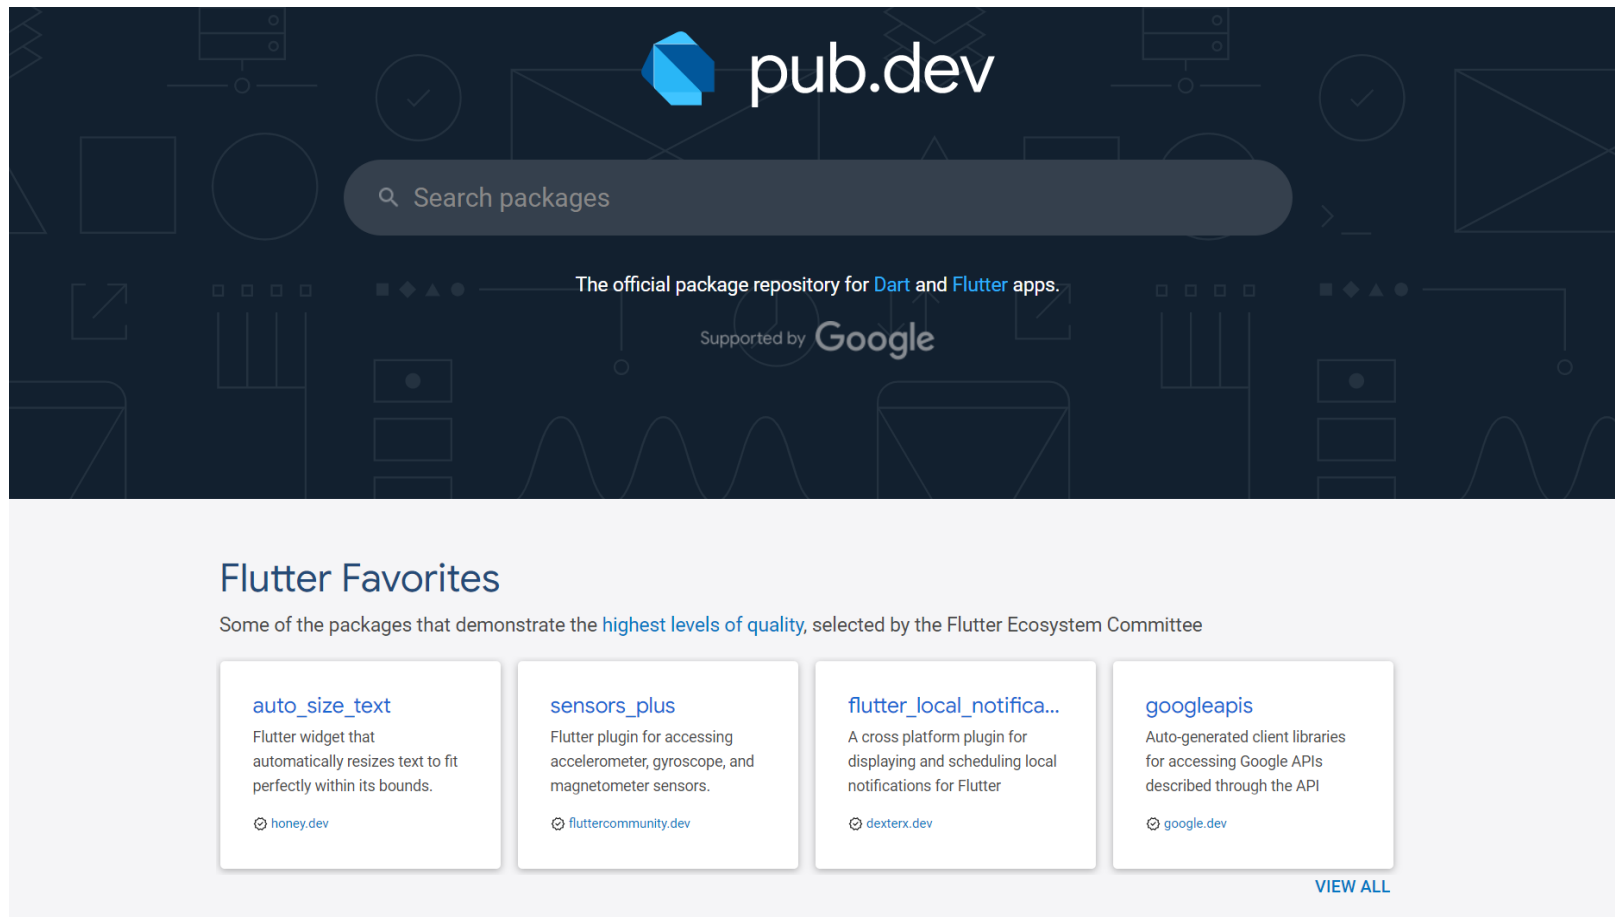 pub.dev
Search packages
The official package repository for Dart and Flutter apps.
Supported by Google
Flutter Favorites
Some of the packages that demonstrate the highest levels of quality, selected by the Flutter Ecosystem Committee
auto_size_text
Flutter widget that
automatically resizes text to fit
perfectly within its bounds.
honey.dev
sensors_plus
Flutter plugin for accessing
accelerometer, gyroscope, and
magnetometer sensors.
fluttercommunity.dev
flutter_local_notifica...
A cross platform plugin for
displaying and scheduling local
notifications for Flutter
dexterx.dev
googleapis
Auto-generated client libraries
for accessing Google APIs
described through the API
google.dev
VIEW ALL